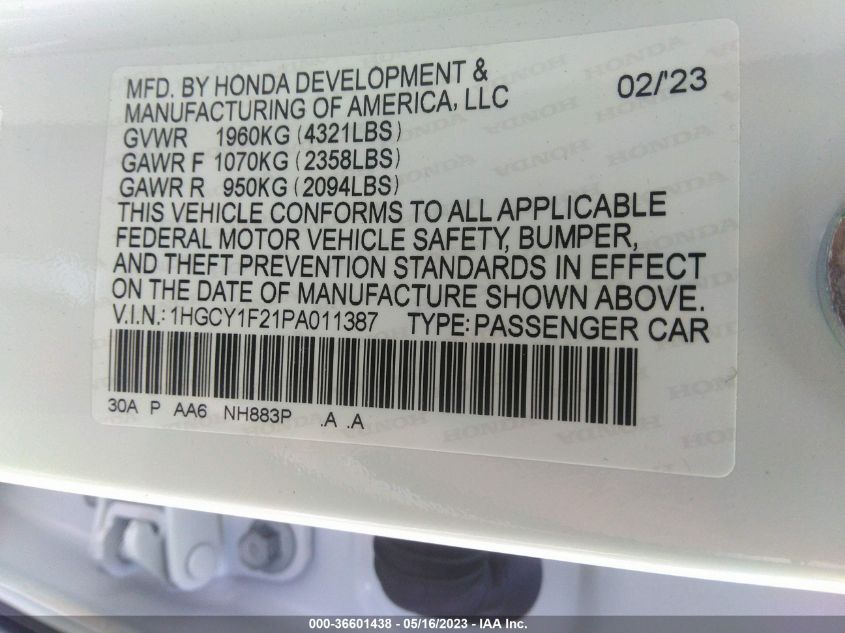 MFD. BY HONDA DEVELOPMENT &
MANUFACTURING OF AMERICA, LLC 02/'23
GVWR 1960KG (4321LBS)
GAWR F 1070KG (2358LBS)
GAWR R 950KG (2094LBS)
THIS VEHICLE CONFORMS TO ALL APPLICABLE
FEDERAL MOTOR VEHICLE SAFETY, BUMPER,
AND THEFT PREVENTION STANDARDS IN EFFECT
ON THE DATE OF MANUFACTURE SHOWN ABOVE.
V.I.N.: 1HGCY1F21PA011387 TYPE: PASSENGER CAR
30A P AA6 NH883P .A .A
000-36601438 - 05/16/2023 - IAA Inc.